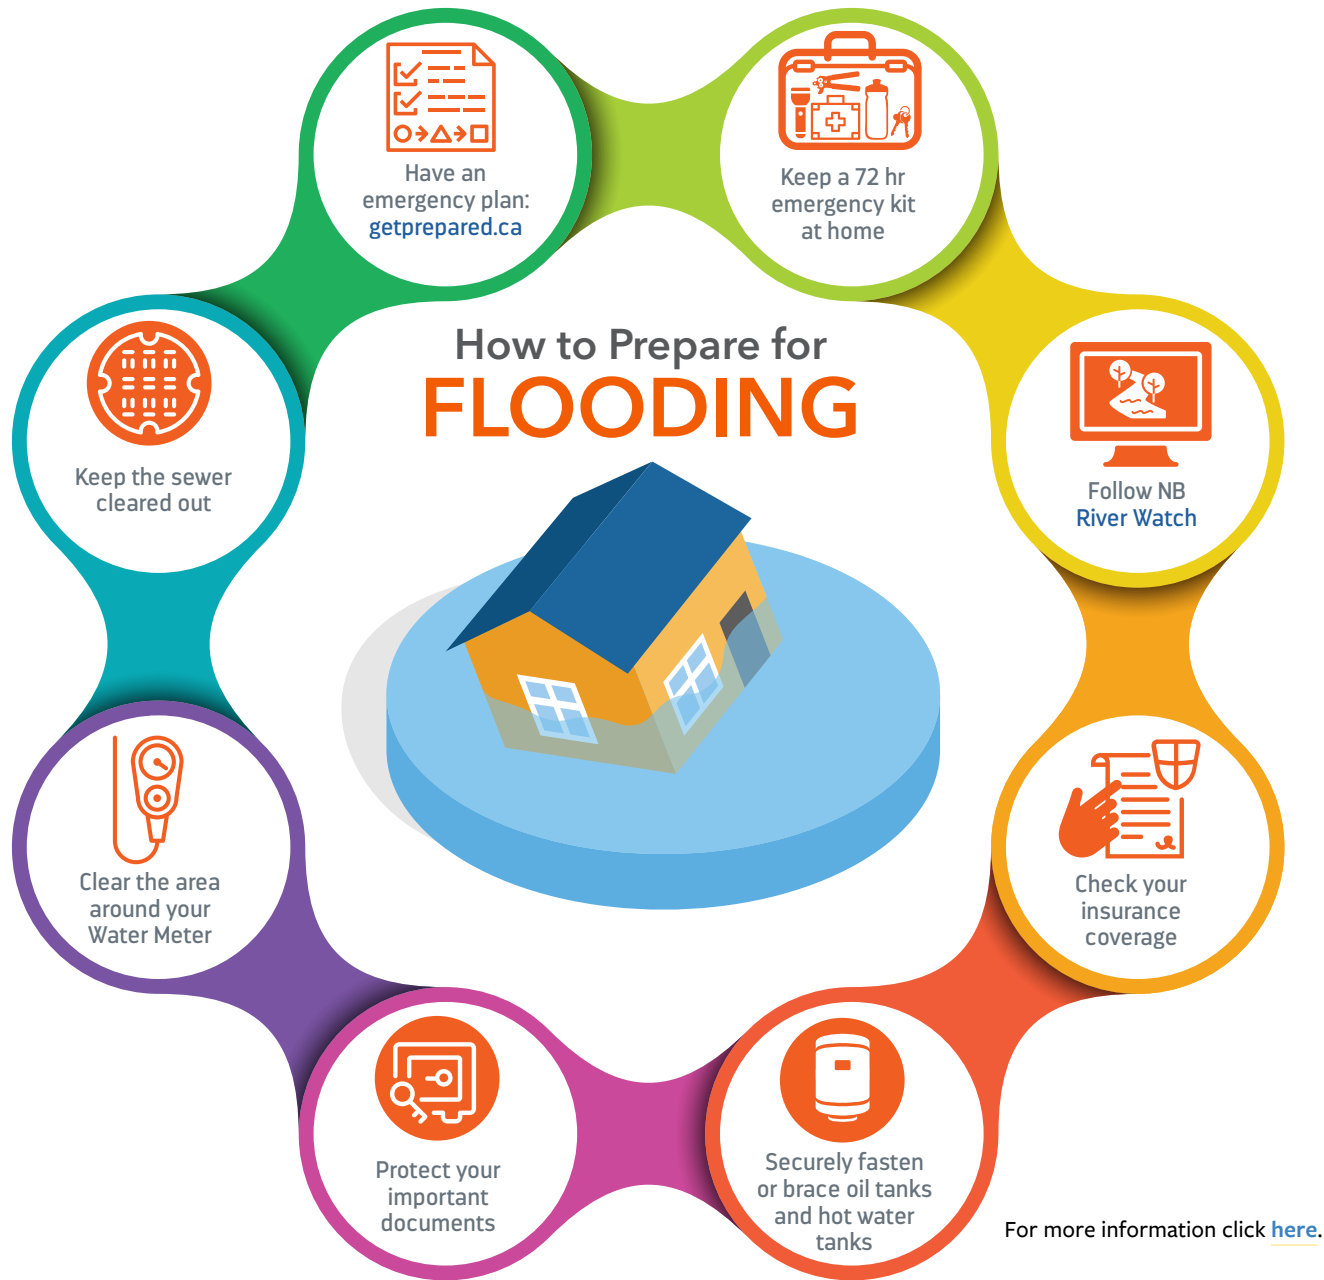 How to Prepare for
FLOODING
Have an
emergency plan:
getprepared.ca
Keep a 72 hr
emergency kit
at home
Follow NB
River Watch
Check your
insurance
coverage
Securely fasten
or brace oil tanks
and hot water
tanks
Protect your
important
documents
Clear the area
around your
Water Meter
Keep the sewer
cleared out
For more information click here.